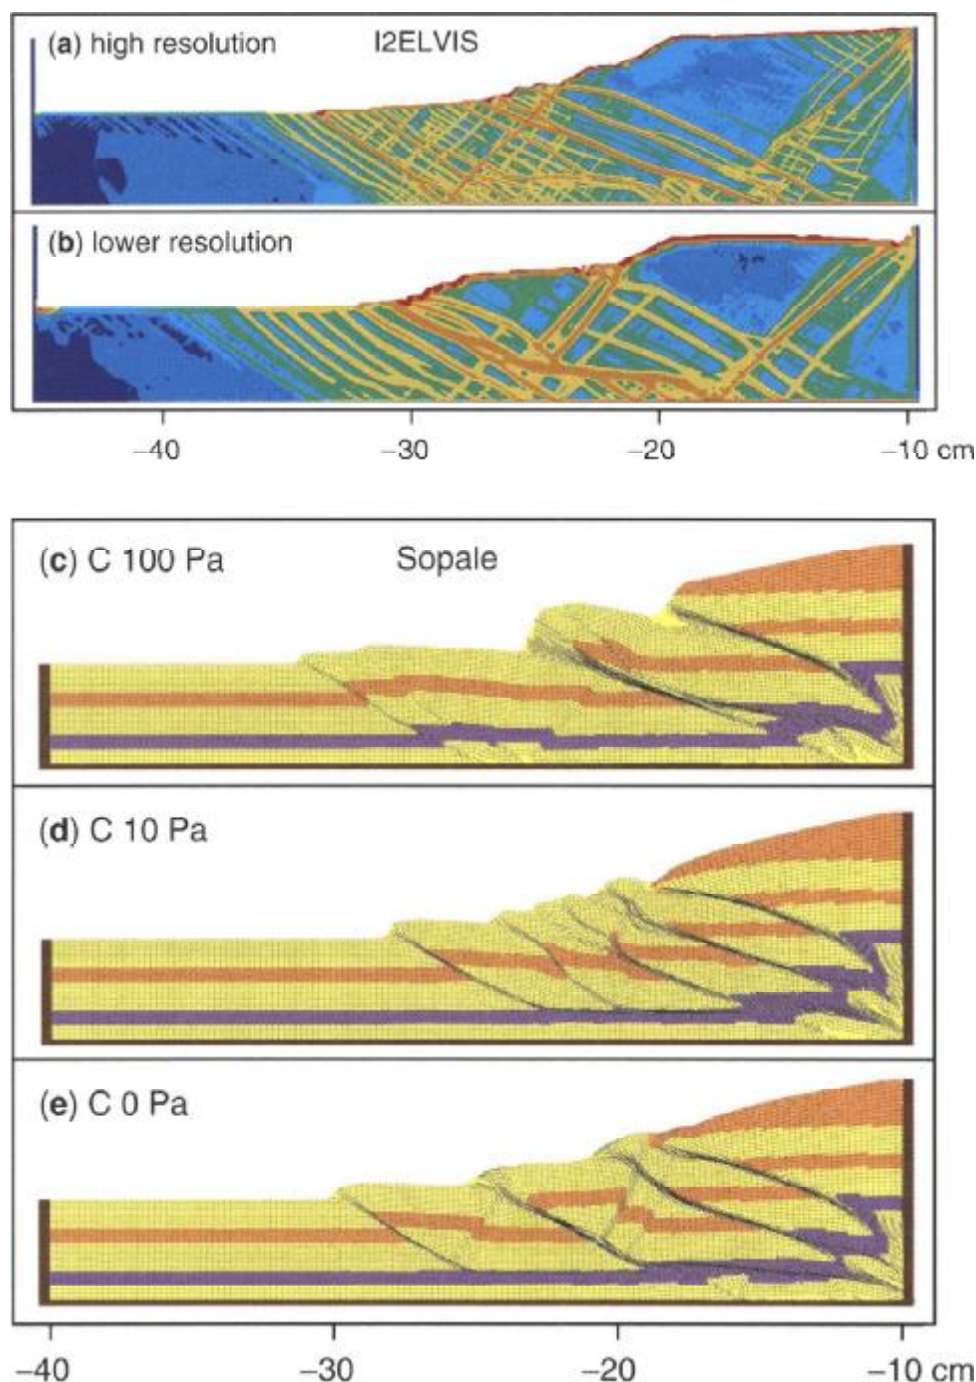 (a) high resolution I2ELVIS
(b) lower resolution
−40 −30 −20 −10 cm
(c) C 100 Pa Sopale
(d) C 10 Pa
(e) C 0 Pa
−40 −30 −20 −10 cm